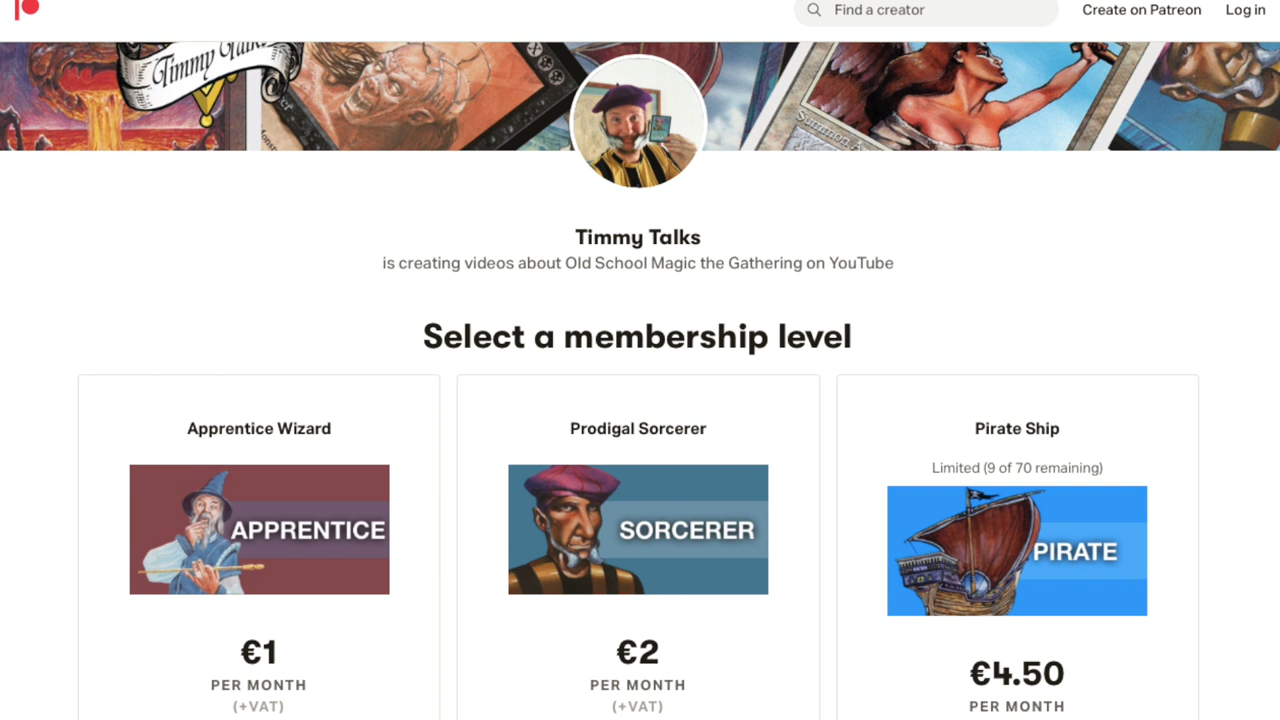 Find a creator
Create on Patreon
Log in
Timmy Talks
Summon A
Timmy Talks
is creating videos about Old School Magic the Gathering on YouTube
Select a membership level
Apprentice Wizard
Prodigal Sorcerer
Pirate Ship
Limited (9 of 70 remaining)
APPRENTICE
SORCERER
PIRATE
€1
€2
€4.50
PER MONTH
PER MONTH
PER MONTH
(+VAT)
(+VAT)